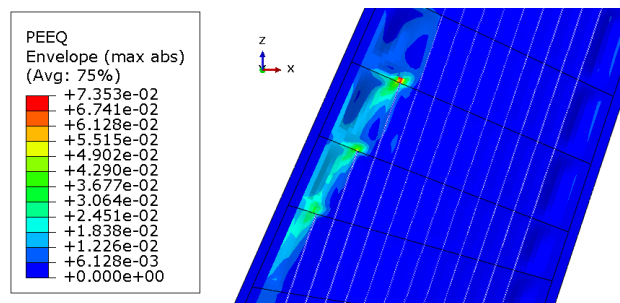 PEEQ
Envelope (max abs)
(Avg: 75%)
+7.353e-02
+6.741e-02
+6.128e-02
+5.515e-02
+4.902e-02
+4.290e-02
+3.677e-02
+3.064e-02
+2.451e-02
+1.838e-02
+1.226e-02
+6.128e-03
+0.000e+00
Z
Y
X